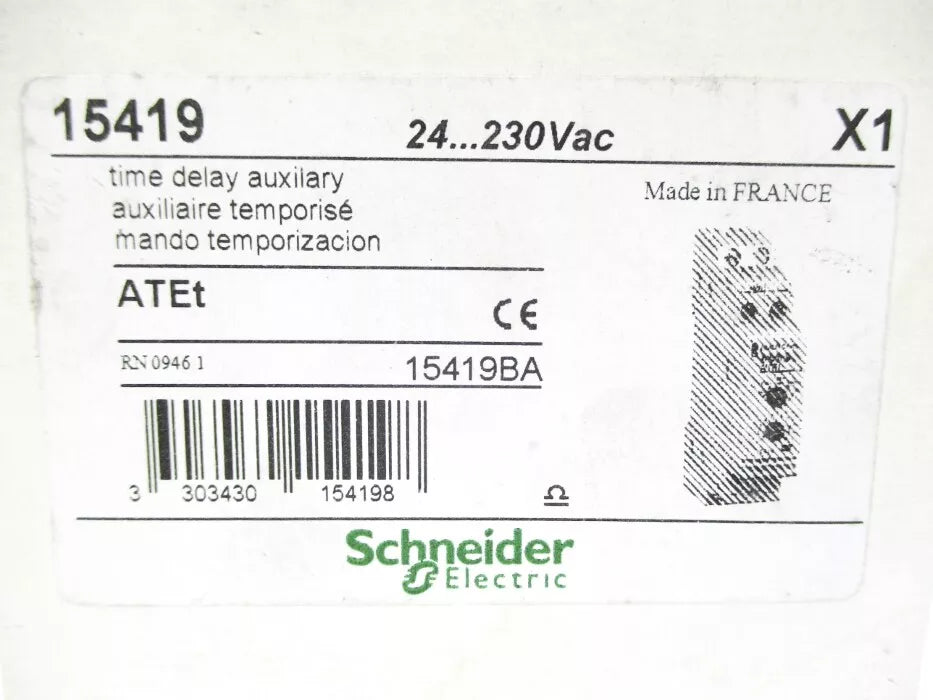 15419 24...230Vac X1
time delay auxilary
auxiliaire temporisé
mando temporizacion
Made in FRANCE
ATEt
CE
RN 0946 1 15419BA
3 303430 154198
Schneider
Electric